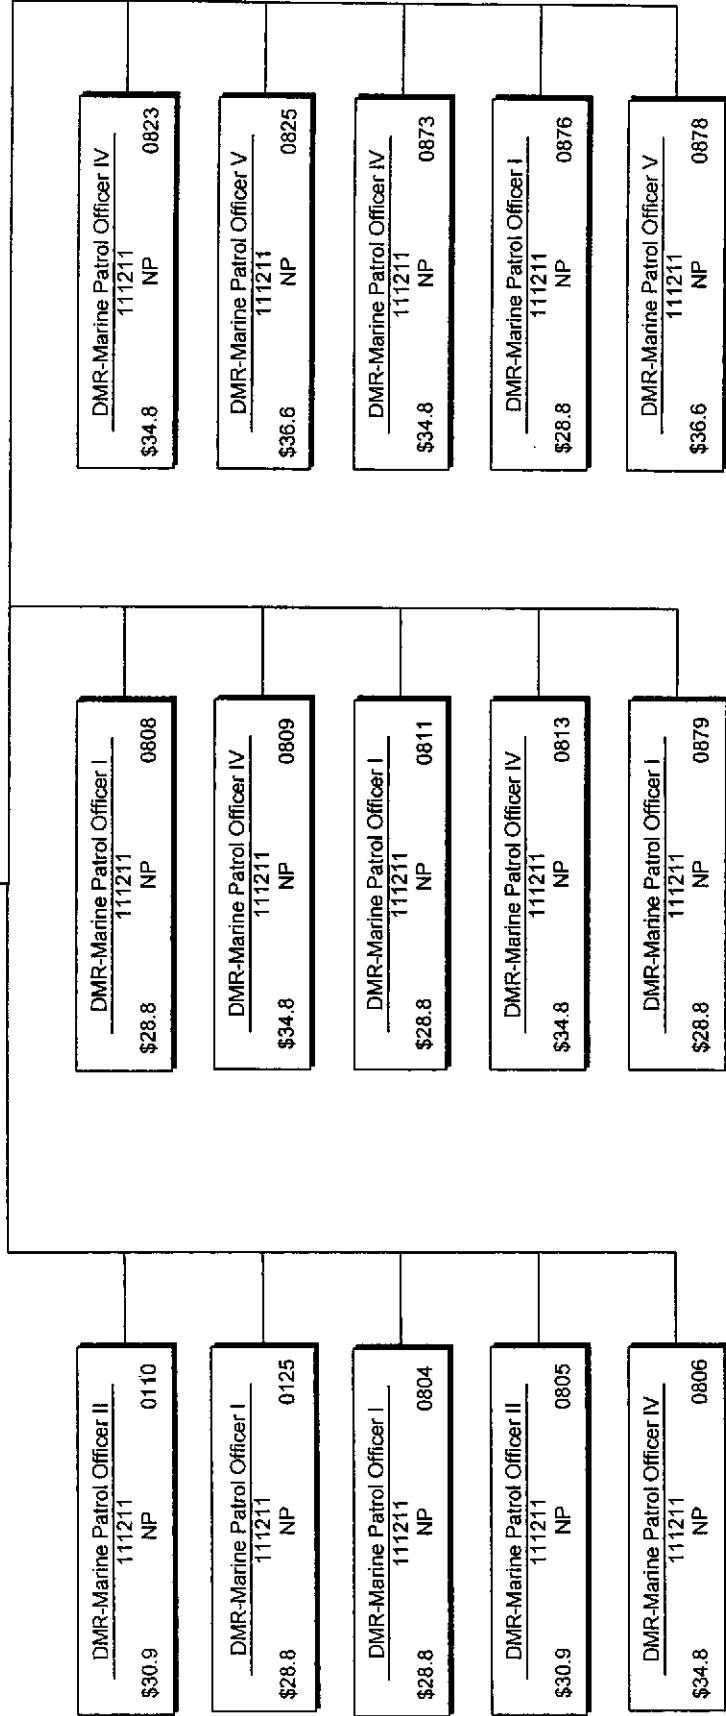 DMR-Marine Patrol Officer II
111211
$30.9 NP 0110
DMR-Marine Patrol Officer I
111211
$28.8 NP 0125
DMR-Marine Patrol Officer I
111211
$28.8 NP 0804
DMR-Marine Patrol Officer II
111211
$30.9 NP 0805
DMR-Marine Patrol Officer IV
111211
$34.8 NP 0806
DMR-Marine Patrol Officer I
111211
$28.8 NP 0808
DMR-Marine Patrol Officer IV
111211
$34.8 NP 0809
DMR-Marine Patrol Officer I
111211
$28.8 NP 0811
DMR-Marine Patrol Officer IV
111211
$34.8 NP 0813
DMR-Marine Patrol Officer I
111211
$28.8 NP 0879
DMR-Marine Patrol Officer IV
111211
$34.8 NP 0823
DMR-Marine Patrol Officer V
111211
$36.6 NP 0825
DMR-Marine Patrol Officer IV
111211
$34.8 NP 0873
DMR-Marine Patrol Officer I
111211
$28.8 NP 0876
DMR-Marine Patrol Officer V
111211
$36.6 NP 0878